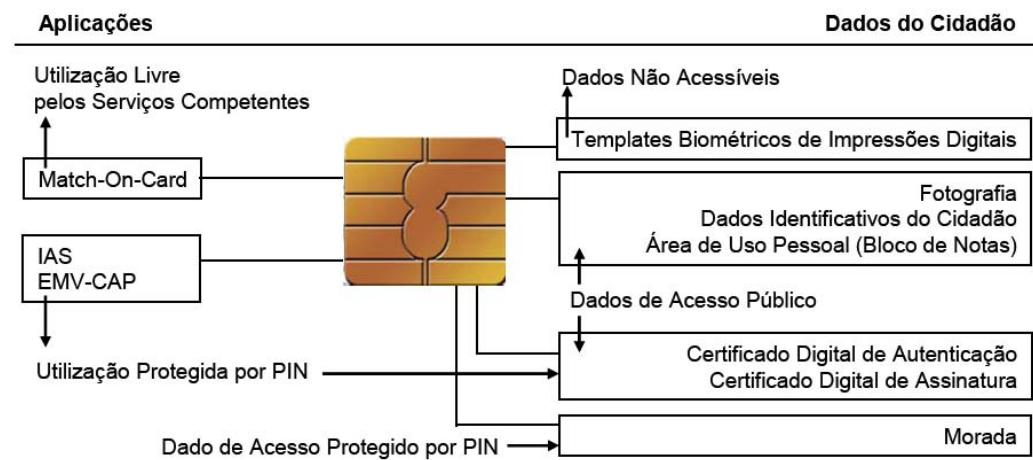 Aplicações
Dados do Cidadão
Utilização Livre
pelos Serviços Competentes
Match-On-Card
IAS
EMV-CAP
Utilização Protegida por PIN
Dado de Acesso Protegido por PIN
Dados Não Acessíveis
Templates Biométricos de Impressões Digitais
Fotografia
Dados Identificativos do Cidadão
Área de Uso Pessoal (Bloco de Notas)
Dados de Acesso Público
Certificado Digital de Autenticação
Certificado Digital de Assinatura
Morada